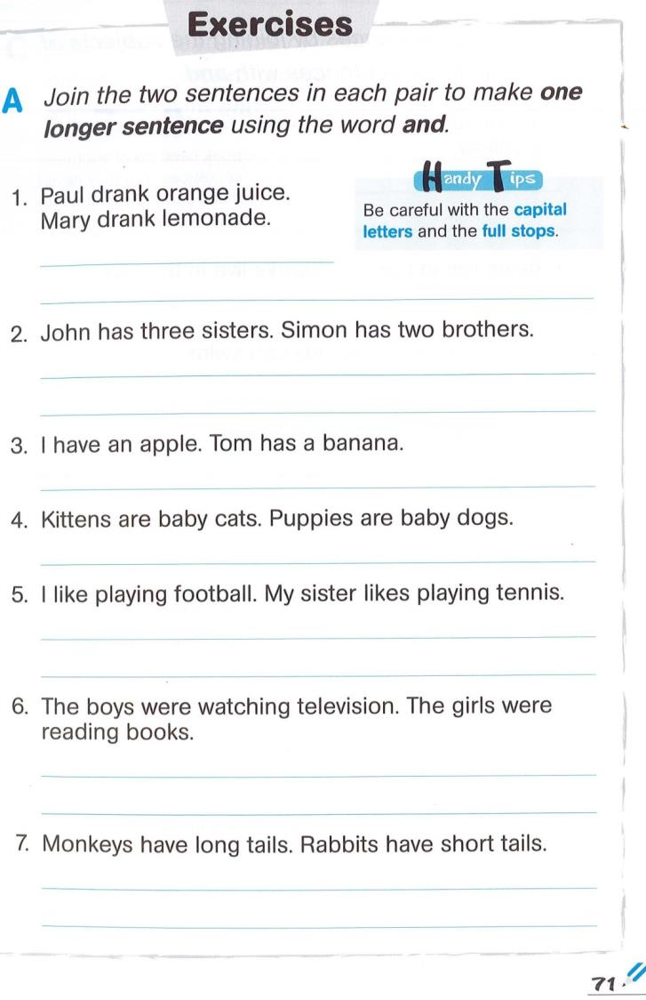 Exercises
A Join the two sentences in each pair to make one
longer sentence using the word and.
Handy Tips
Be careful with the capital
letters and the full stops.
1. Paul drank orange juice.
Mary drank lemonade.
2. John has three sisters. Simon has two brothers.
3. I have an apple. Tom has a banana.
4. Kittens are baby cats. Puppies are baby dogs.
5. I like playing football. My sister likes playing tennis.
6. The boys were watching television. The girls were
reading books.
7. Monkeys have long tails. Rabbits have short tails.
71